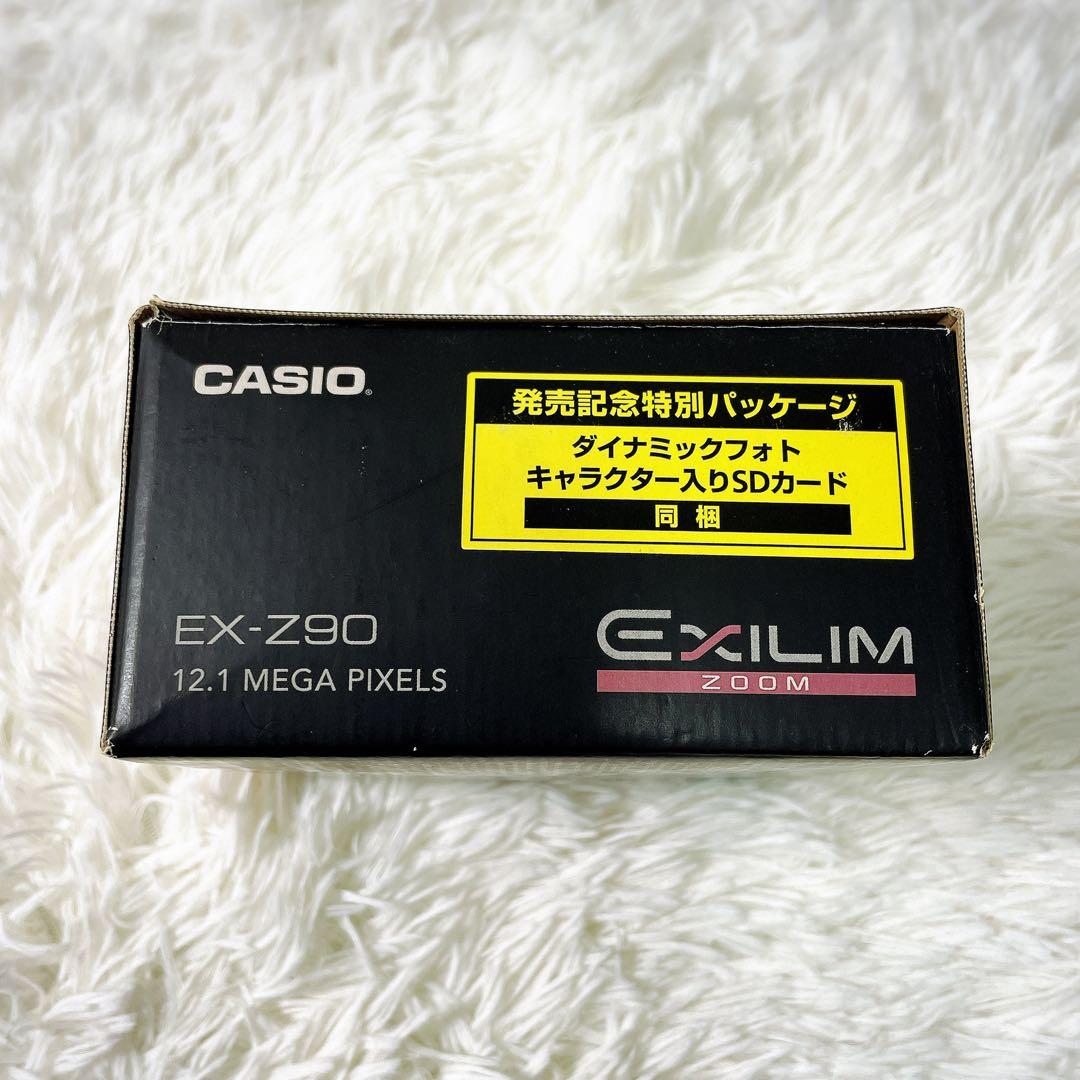 CASIO®
発売記念特別パッケージ
ダイナミックフォト
キャラクター入りSDカード
同梱
EX-Z90
12.1 MEGA PIXELS
EXILIM
ZOOM